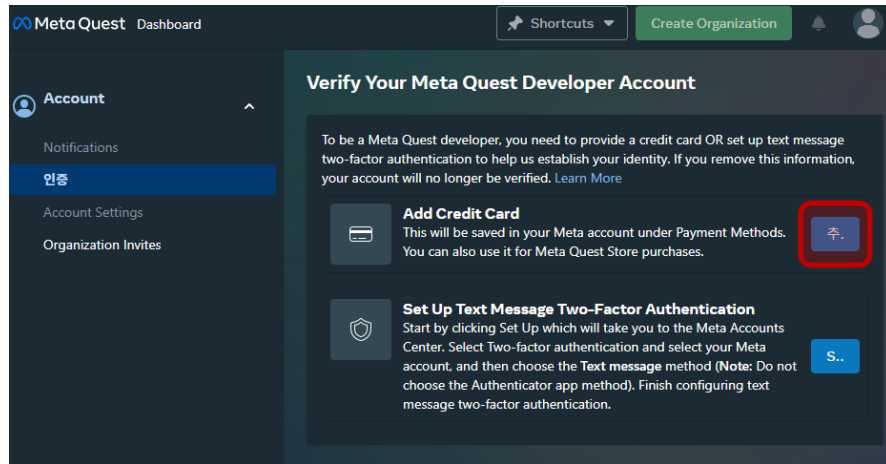 Meta Quest Dashboard
Shortcuts
Create Organization
Account
Notifications
인증
Account Settings
Organization Invites
Verify Your Meta Quest Developer Account
To be a Meta Quest developer, you need to provide a credit card OR set up text message
two-factor authentication to help us establish your identity. If you remove this information,
your account will no longer be verified. Learn More
Add Credit Card
This will be saved in your Meta account under Payment Methods.
You can also use it for Meta Quest Store purchases.
추.
Set Up Text Message Two-Factor Authentication
Start by clicking Set Up which will take you to the Meta Accounts
Center. Select Two-factor authentication and select your Meta
account, and then choose the Text message method (Note: Do not
choose the Authenticator app method). Finish configuring text
message two-factor authentication.
S..